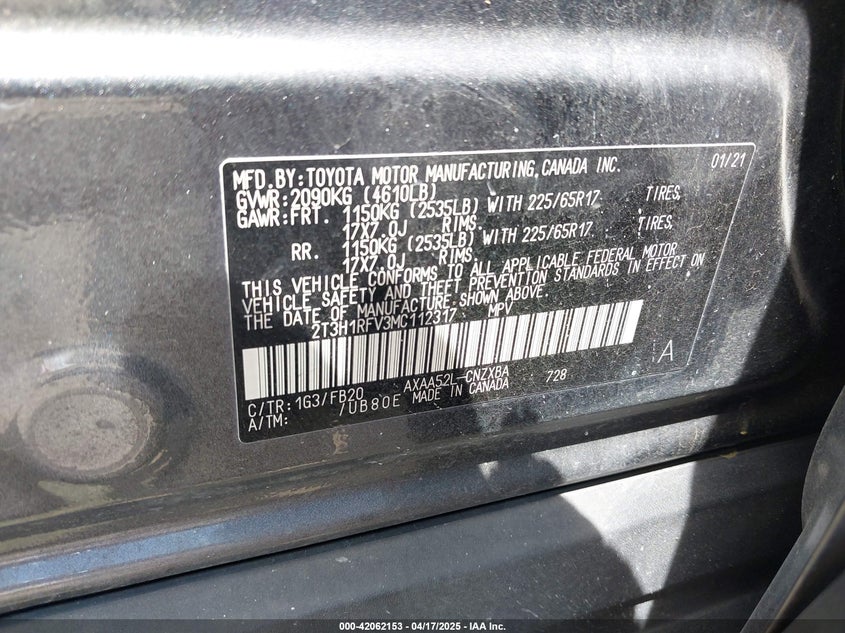 MFD.BY:TOYOTA MOTOR MANUFACTURING,CANADA INC. 01/21
GVWR:2090KG (4610LB)
GAWR:FRT. 1150KG (2535LB) WITH 225/65R17 TIRES,
17X7.0J RIMS.
RR. 1150KG (2535LB) WITH 225/65R17 TIRES,
17X7.0J RIMS.
THIS VEHICLE CONFORMS TO ALL APPLICABLE FEDERAL MOTOR
VEHICLE SAFETY AND THEFT PREVENTION STANDARDS IN EFFECT ON
THE DATE OF MANUFACTURE SHOWN ABOVE.
2T3H1RFV3MC112317 MPV
C/TR:1G3/FB20 AXAA52L-CNZXBA 728 A
A/TM: /UB80E MADE IN CANADA
000-42062153 - 04/17/2025 - IAA Inc.